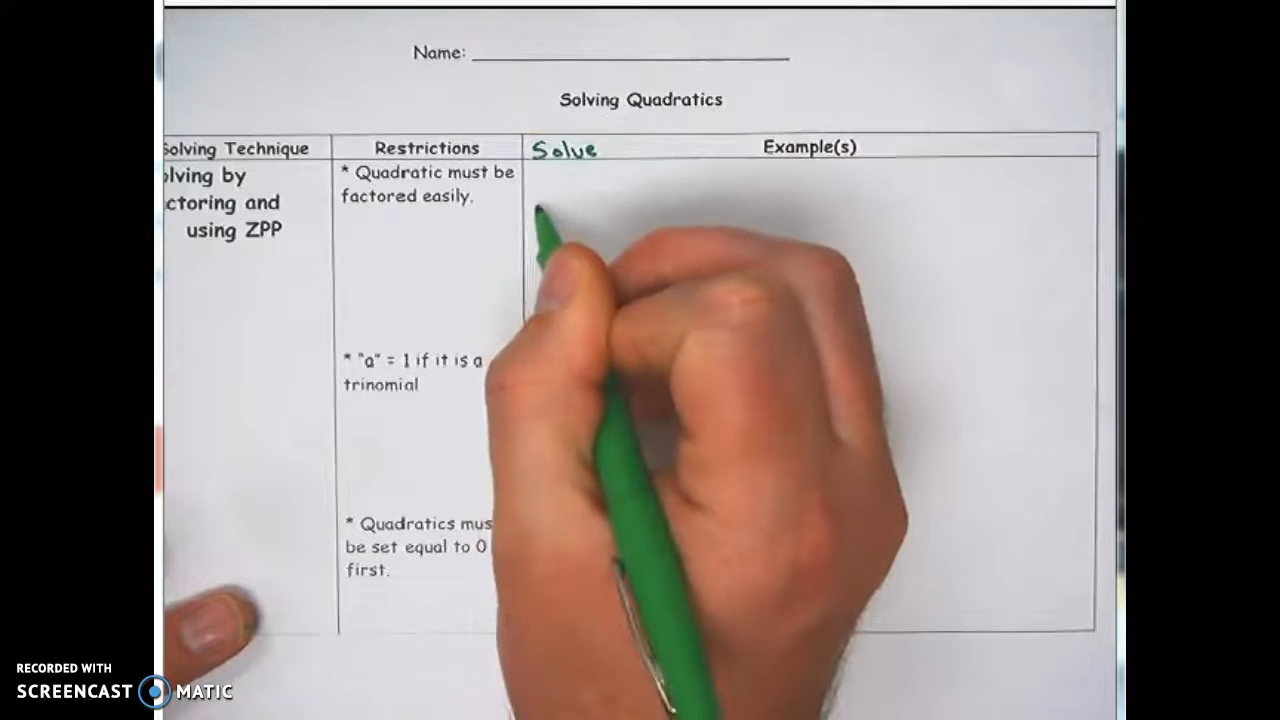 Name:
Solving Quadratics
Solving Technique Restrictions Solve Example(s)
olving by
ctoring and
using ZPP
* Quadratic must be
factored easily.
* "a" = 1 if it is a
trinomial
* Quadratics mus
be set equal to 0
first.
RECORDED WITH
SCREENCAST MATIC